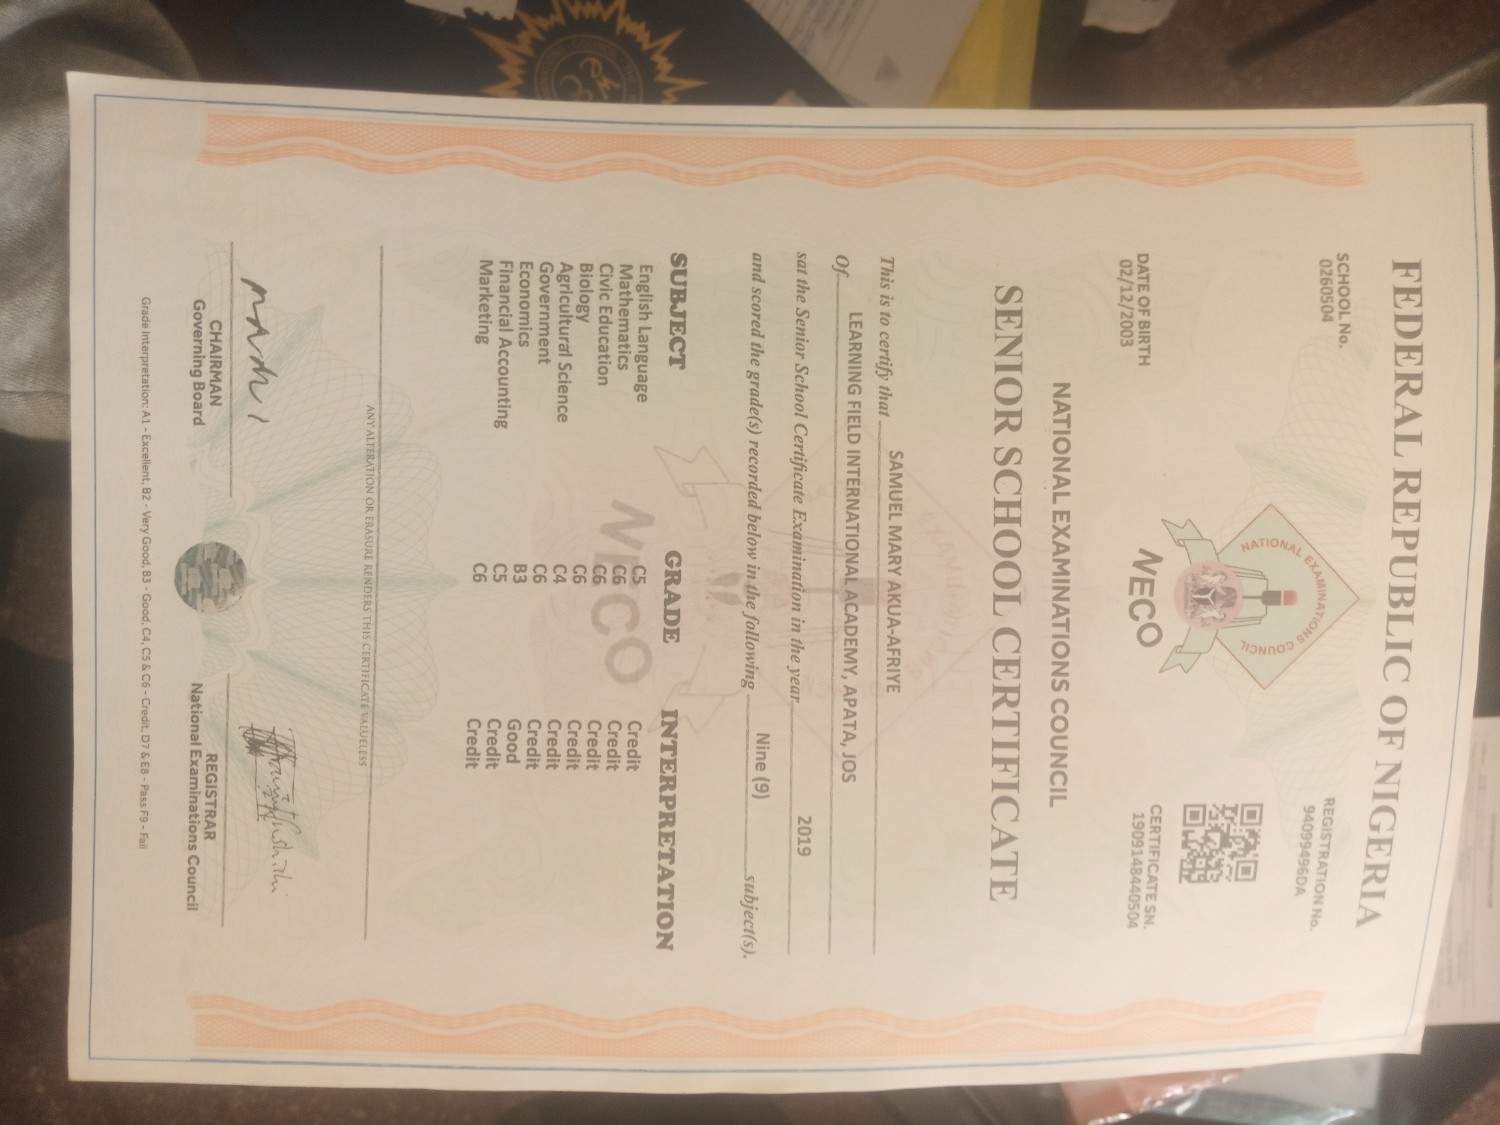 FEDERAL REPUBLIC OF NIGERIA
SCHOOL No.
0260504
REGISTRATION No.
94099496DA
NATIONAL EXAMINATIONS COUNCIL
NECO
DATE OF BIRTH
02/12/2003
CERTIFICATE SN.
1909148440504
NATIONAL EXAMINATIONS COUNCIL
SENIOR SCHOOL CERTIFICATE
This is to certify that SAMUEL MARY AKUA-AFRIYE
Of LEARNING FIELD INTERNATIONAL ACADEMY, APATA, JOS
sat the Senior School Certificate Examination in the year 2019
and scored the grade(s) recorded below in the following Nine (9) subject(s).
SUBJECT GRADE INTERPRETATION
English Language C5 Credit
Mathematics C6 Credit
Civic Education C6 Credit
Biology C6 Credit
Agricultural Science C4 Credit
Government C6 Credit
Economics B3 Good
Financial Accounting C5 Credit
Marketing C6 Credit
NECO
ANY ALTERATION OR ERASURE RENDERS THIS CERTIFICATE VALUELESS
CHAIRMAN
Governing Board
REGISTRAR
National Examinations Council
Grade Interpretation: A1 - Excellent, B2 - Very Good, B3 - Good, C4, C5 & C6 - Credit, D7 & E8 - Pass F9 - Fail